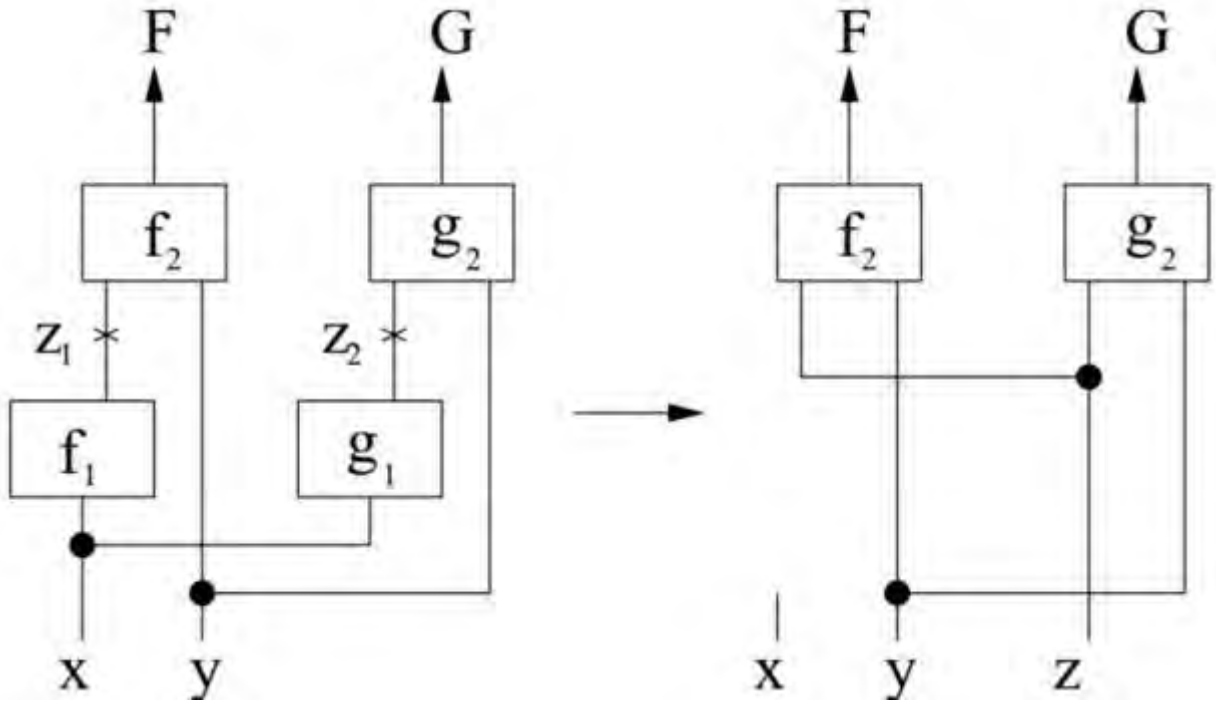 F G F G
f₂ g₂ f₂ g₂
z₁ z₂
f₁ g₁
x y x y z